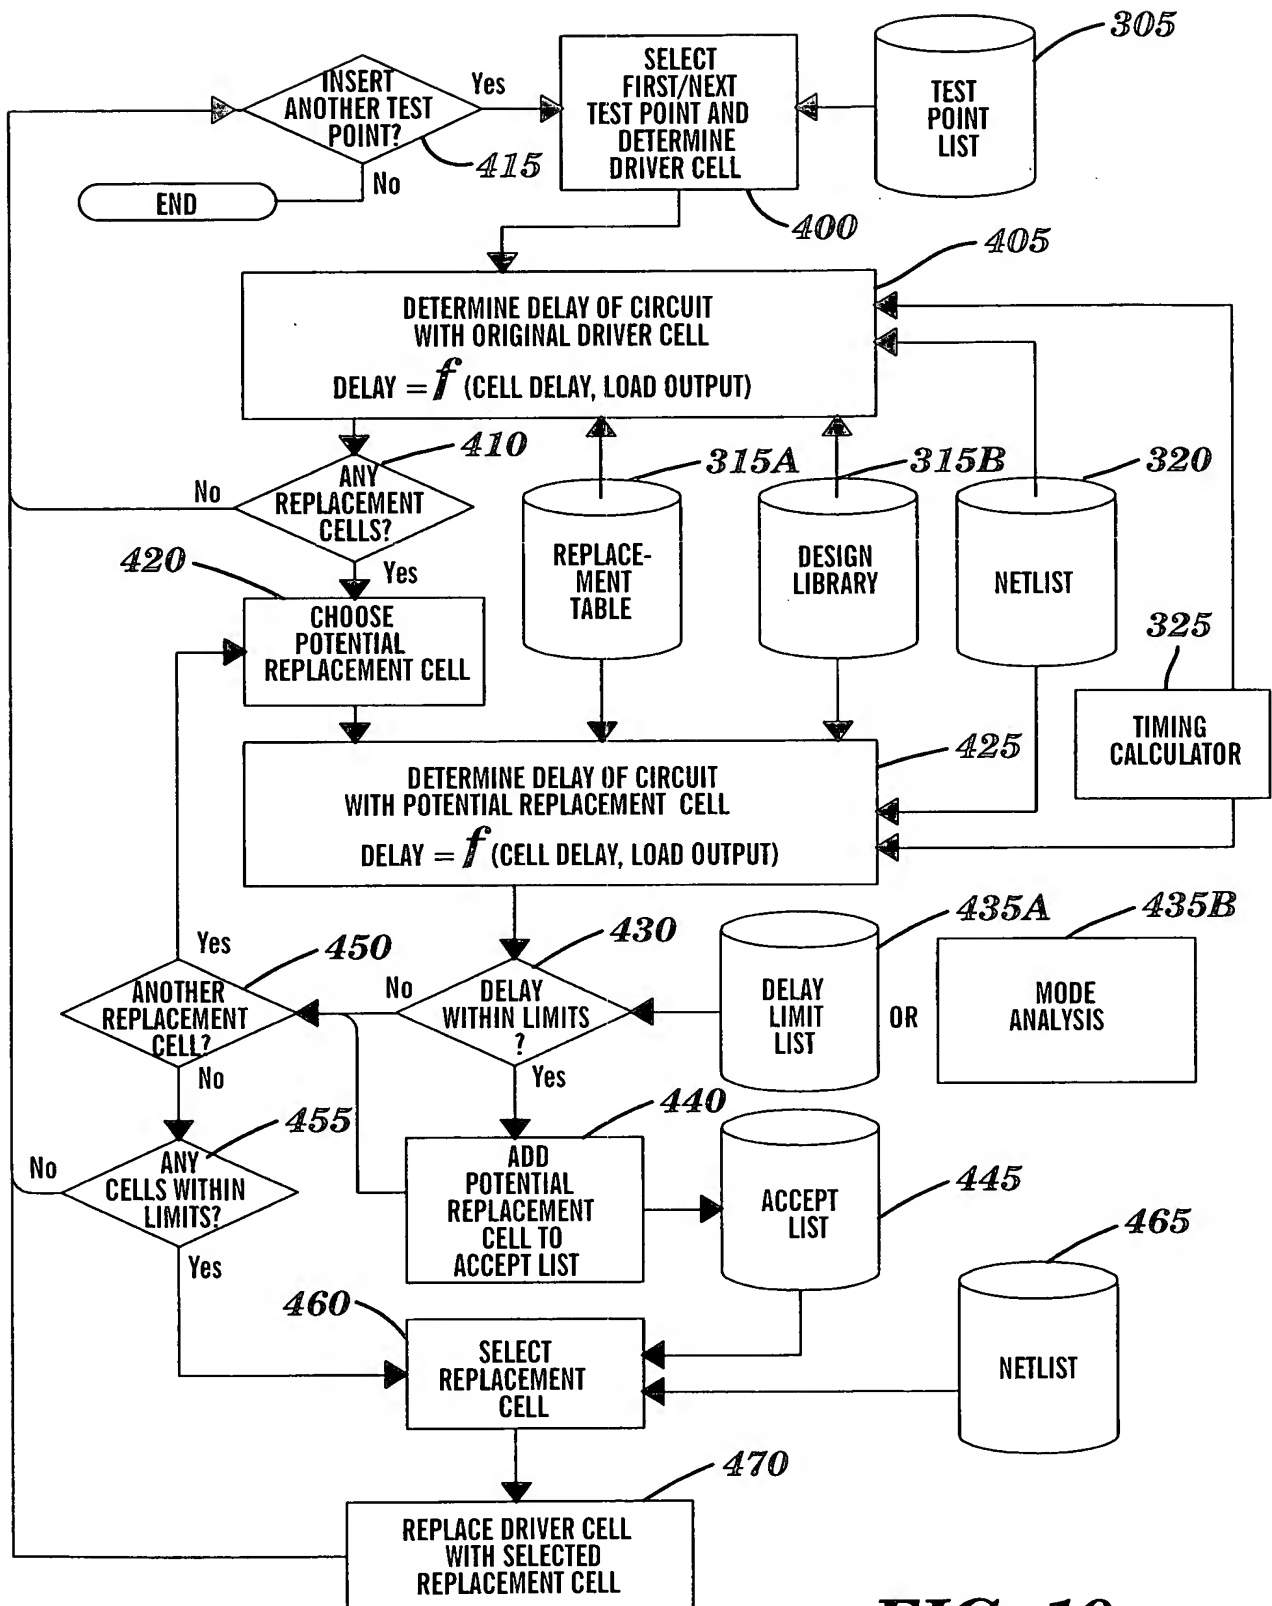 305
INSERT
ANOTHER TEST
POINT?
Yes
SELECT
FIRST/NEXT
TEST POINT AND
DETERMINE
DRIVER CELL
TEST
POINT
LIST
415
No
END
400
405
DETERMINE DELAY OF CIRCUIT
WITH ORIGINAL DRIVER CELL
DELAY = f (CELL DELAY, LOAD OUTPUT)
410
ANY
REPLACEMENT
CELLS?
No
Yes
315A
315B
320
REPLACE-
MENT
TABLE
DESIGN
LIBRARY
NETLIST
420
CHOOSE
POTENTIAL
REPLACEMENT CELL
325
TIMING
CALCULATOR
425
DETERMINE DELAY OF CIRCUIT
WITH POTENTIAL REPLACEMENT CELL
DELAY = f (CELL DELAY, LOAD OUTPUT)
Yes
450
ANOTHER
REPLACEMENT
CELL?
No
No
430
DELAY
WITHIN LIMITS
?
Yes
435A
DELAY
LIMIT
LIST
OR
435B
MODE
ANALYSIS
455
ANY
CELLS WITHIN
LIMITS?
No
Yes
440
ADD
POTENTIAL
REPLACEMENT
CELL TO
ACCEPT LIST
445
ACCEPT
LIST
465
NETLIST
460
SELECT
REPLACEMENT
CELL
470
REPLACE DRIVER CELL
WITH SELECTED
REPLACEMENT CELL